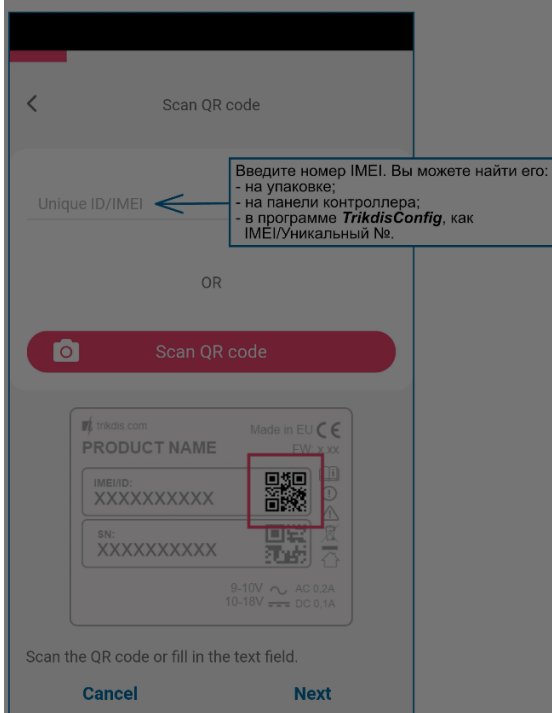 Scan QR code
Введите номер IMEI. Вы можете найти его:
- на упаковке;
- на панели контроллера;
- в программе TrikdisConfig, как
IMEI/Уникальный №.
Unique ID/IMEI
OR
Scan QR code
trikdis.com
Made in EU CE
PRODUCT NAME
FW: x.xx
IMEI/ID:
XXXXXXXXXX
SN:
XXXXXXXXXX
9-10V AC 0.2A
10-18V DC 0.1A
Scan the QR code or fill in the text field.
Cancel Next